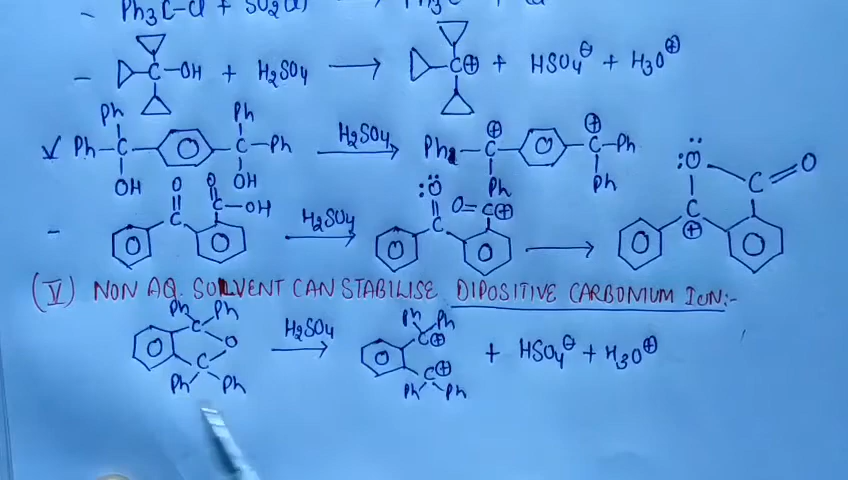 - Ph3C-Cl + SO2(l)
- C-OH + H2SO4 → C⊕ + HSO4⊖ + H3O⊕
Ph Ph
√ Ph-C- -C-Ph H2SO4 → Ph-C⊕- -C⊕-Ph
OH OH Ph Ph
- O O C-OH H2SO4 → :Ö C O=C⊕ → :Ö C⊕ C=O
(V) NON AQ. SOLVENT CAN STABILISE DIPOSITIVE CARBONIUM ION:-
Ph Ph C O C Ph Ph H2SO4 → Ph Ph C⊕ C⊕ Ph Ph + HSO4⊖ + H3O⊕